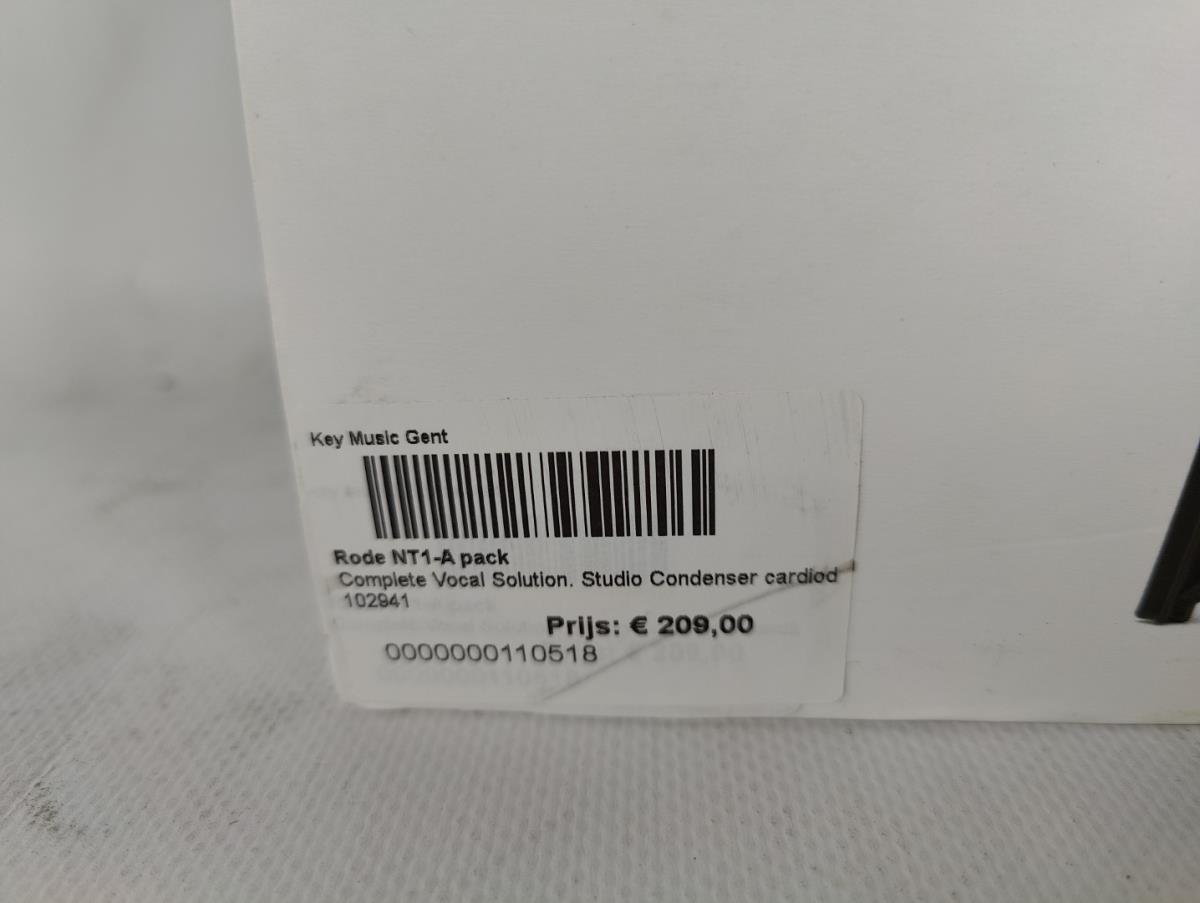 Key Music Gent
Rode NT1-A pack
Complete Vocal Solution. Studio Condenser cardiod
102941
Prijs: € 209,00
0000000110518